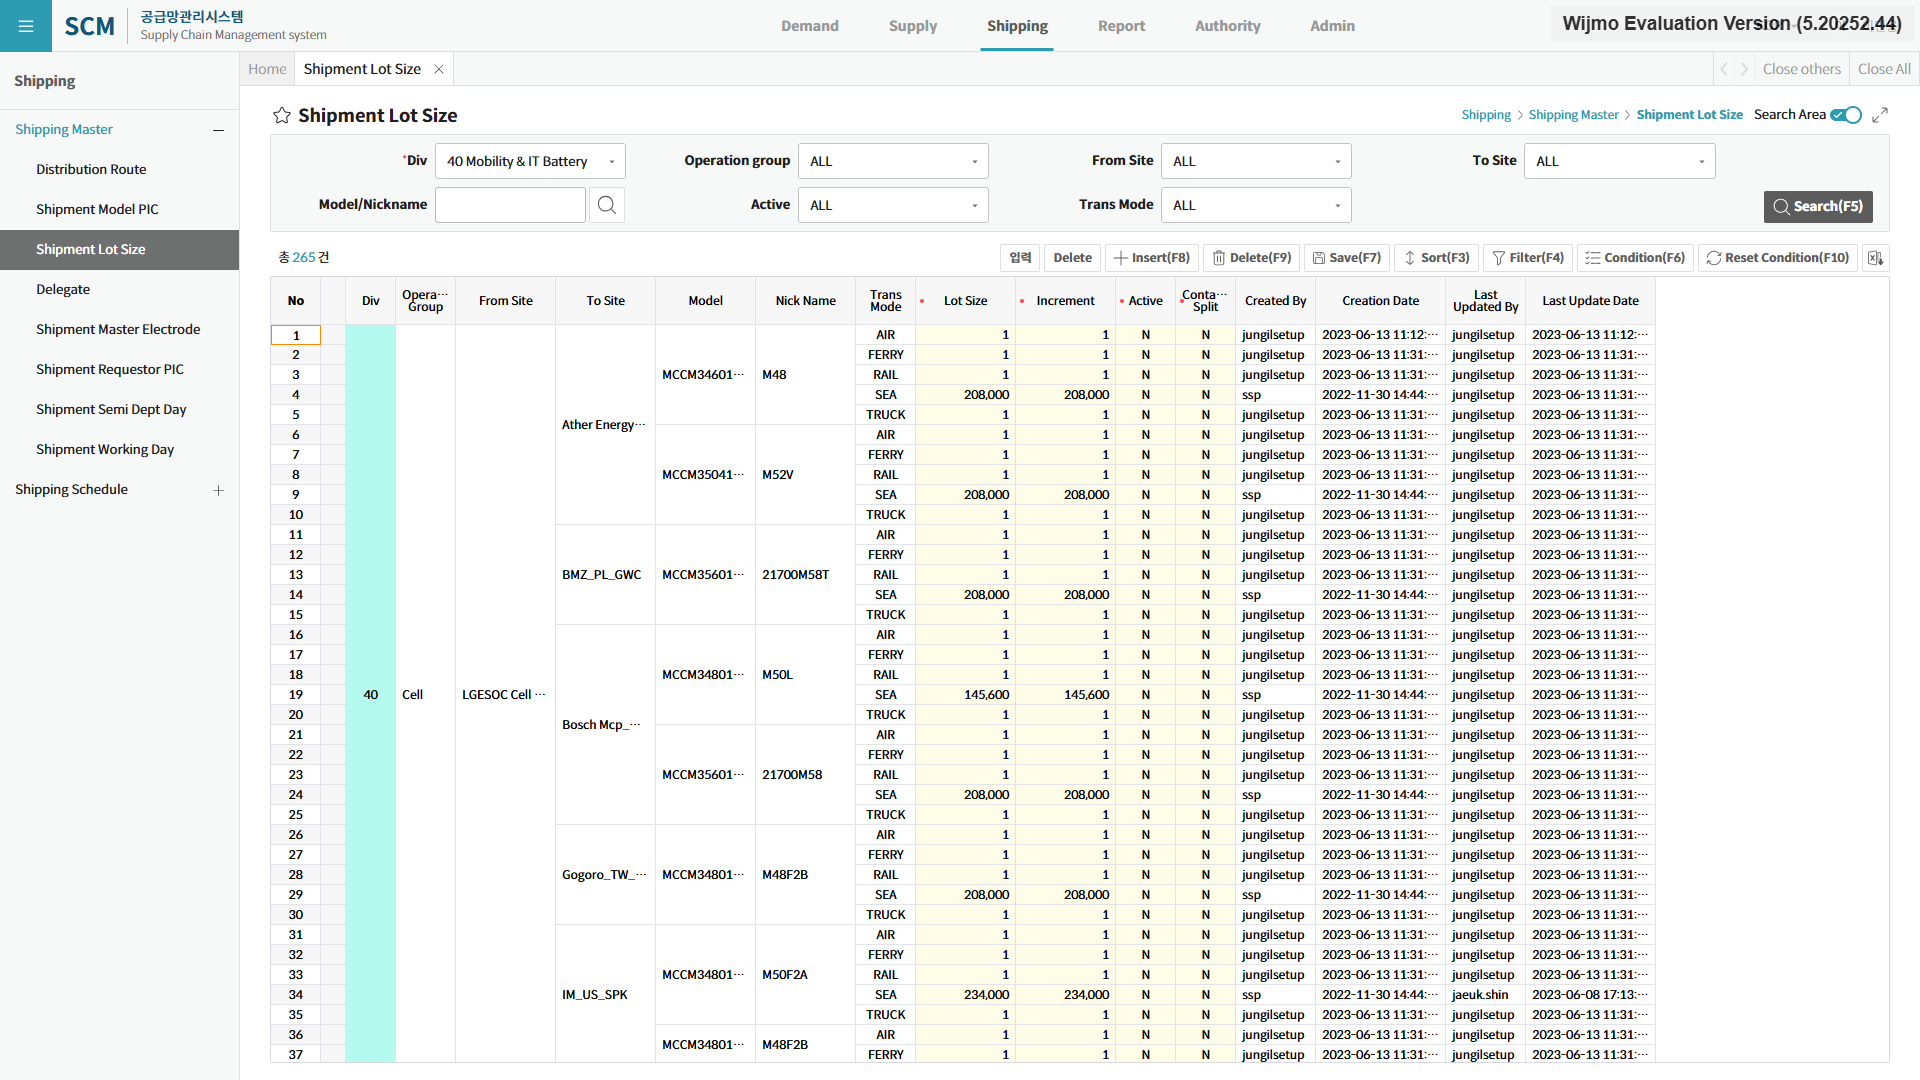 SCM 공급망관리시스템 Supply Chain Management system
Demand Supply Shipping Report Authority Admin
Wijmo Evaluation Version (5.20252.44)
Shipping
Shipping Master
Distribution Route
Shipment Model PIC
Shipment Lot Size
Delegate
Shipment Master Electrode
Shipment Requestor PIC
Shipment Semi Dept Day
Shipment Working Day
Shipping Schedule
Home Shipment Lot Size Close others Close All
Shipment Lot Size
Shipping > Shipping Master > Shipment Lot Size Search Area
*Div 40 Mobility & IT Battery Operation group ALL From Site ALL To Site ALL
Model/Nickname Active ALL Trans Mode ALL Search(F5)
총 265 건
입력 Delete Insert(F8) Delete(F9) Save(F7) Sort(F3) Filter(F4) Condition(F6) Reset Condition(F10)
No Div Opera··· Group From Site To Site Model Nick Name Trans Mode Lot Size Increment Active Conta··· Split Created By Creation Date Last Updated By Last Update Date
1 AIR 1 1 N N jungilsetup 2023-06-13 11:12:··· jungilsetup 2023-06-13 11:12:···
2 FERRY 1 1 N N jungilsetup 2023-06-13 11:31:··· jungilsetup 2023-06-13 11:31:···
3 MCCM34601··· M48 RAIL 1 1 N N jungilsetup 2023-06-13 11:31:··· jungilsetup 2023-06-13 11:31:···
4 SEA 208,000 208,000 N N ssp 2022-11-30 14:44:··· jungilsetup 2023-06-13 11:31:···
5 TRUCK 1 1 N N jungilsetup 2023-06-13 11:31:··· jungilsetup 2023-06-13 11:31:···
Ather Energy···
6 AIR 1 1 N N jungilsetup 2023-06-13 11:31:··· jungilsetup 2023-06-13 11:31:···
7 FERRY 1 1 N N jungilsetup 2023-06-13 11:31:··· jungilsetup 2023-06-13 11:31:···
8 MCCM35041··· M52V RAIL 1 1 N N jungilsetup 2023-06-13 11:31:··· jungilsetup 2023-06-13 11:31:···
9 SEA 208,000 208,000 N N ssp 2022-11-30 14:44:··· jungilsetup 2023-06-13 11:31:···
10 TRUCK 1 1 N N jungilsetup 2023-06-13 11:31:··· jungilsetup 2023-06-13 11:31:···
11 AIR 1 1 N N jungilsetup 2023-06-13 11:31:··· jungilsetup 2023-06-13 11:31:···
12 FERRY 1 1 N N jungilsetup 2023-06-13 11:31:··· jungilsetup 2023-06-13 11:31:···
13 BMZ_PL_GWC MCCM35601··· 21700M58T RAIL 1 1 N N jungilsetup 2023-06-13 11:31:··· jungilsetup 2023-06-13 11:31:···
14 SEA 208,000 208,000 N N ssp 2022-11-30 14:44:··· jungilsetup 2023-06-13 11:31:···
15 TRUCK 1 1 N N jungilsetup 2023-06-13 11:31:··· jungilsetup 2023-06-13 11:31:···
16 AIR 1 1 N N jungilsetup 2023-06-13 11:31:··· jungilsetup 2023-06-13 11:31:···
17 FERRY 1 1 N N jungilsetup 2023-06-13 11:31:··· jungilsetup 2023-06-13 11:31:···
18 MCCM34801··· M50L RAIL 1 1 N N jungilsetup 2023-06-13 11:31:··· jungilsetup 2023-06-13 11:31:···
19 40 Cell LGESOC Cell ··· SEA 145,600 145,600 N N ssp 2022-11-30 14:44:··· jungilsetup 2023-06-13 11:31:···
20 TRUCK 1 1 N N jungilsetup 2023-06-13 11:31:··· jungilsetup 2023-06-13 11:31:···
Bosch Mcp_···
21 AIR 1 1 N N jungilsetup 2023-06-13 11:31:··· jungilsetup 2023-06-13 11:31:···
22 FERRY 1 1 N N jungilsetup 2023-06-13 11:31:··· jungilsetup 2023-06-13 11:31:···
23 MCCM35601··· 21700M58 RAIL 1 1 N N jungilsetup 2023-06-13 11:31:··· jungilsetup 2023-06-13 11:31:···
24 SEA 208,000 208,000 N N ssp 2022-11-30 14:44:··· jungilsetup 2023-06-13 11:31:···
25 TRUCK 1 1 N N jungilsetup 2023-06-13 11:31:··· jungilsetup 2023-06-13 11:31:···
26 AIR 1 1 N N jungilsetup 2023-06-13 11:31:··· jungilsetup 2023-06-13 11:31:···
27 FERRY 1 1 N N jungilsetup 2023-06-13 11:31:··· jungilsetup 2023-06-13 11:31:···
28 Gogoro_TW_··· MCCM34801··· M48F2B RAIL 1 1 N N jungilsetup 2023-06-13 11:31:··· jungilsetup 2023-06-13 11:31:···
29 SEA 208,000 208,000 N N ssp 2022-11-30 14:44:··· jungilsetup 2023-06-13 11:31:···
30 TRUCK 1 1 N N jungilsetup 2023-06-13 11:31:··· jungilsetup 2023-06-13 11:31:···
31 AIR 1 1 N N jungilsetup 2023-06-13 11:31:··· jungilsetup 2023-06-13 11:31:···
32 FERRY 1 1 N N jungilsetup 2023-06-13 11:31:··· jungilsetup 2023-06-13 11:31:···
33 MCCM34801··· M50F2A RAIL 1 1 N N jungilsetup 2023-06-13 11:31:··· jungilsetup 2023-06-13 11:31:···
34 IM_US_SPK SEA 234,000 234,000 N N ssp 2022-11-30 14:44:··· jaeuk.shin 2023-06-08 17:13:···
35 TRUCK 1 1 N N jungilsetup 2023-06-13 11:31:··· jungilsetup 2023-06-13 11:31:···
36 AIR 1 1 N N jungilsetup 2023-06-13 11:31:··· jungilsetup 2023-06-13 11:31:···
MCCM34801··· M48F2B
37 FERRY 1 1 N N jungilsetup 2023-06-13 11:31:··· jungilsetup 2023-06-13 11:31:···